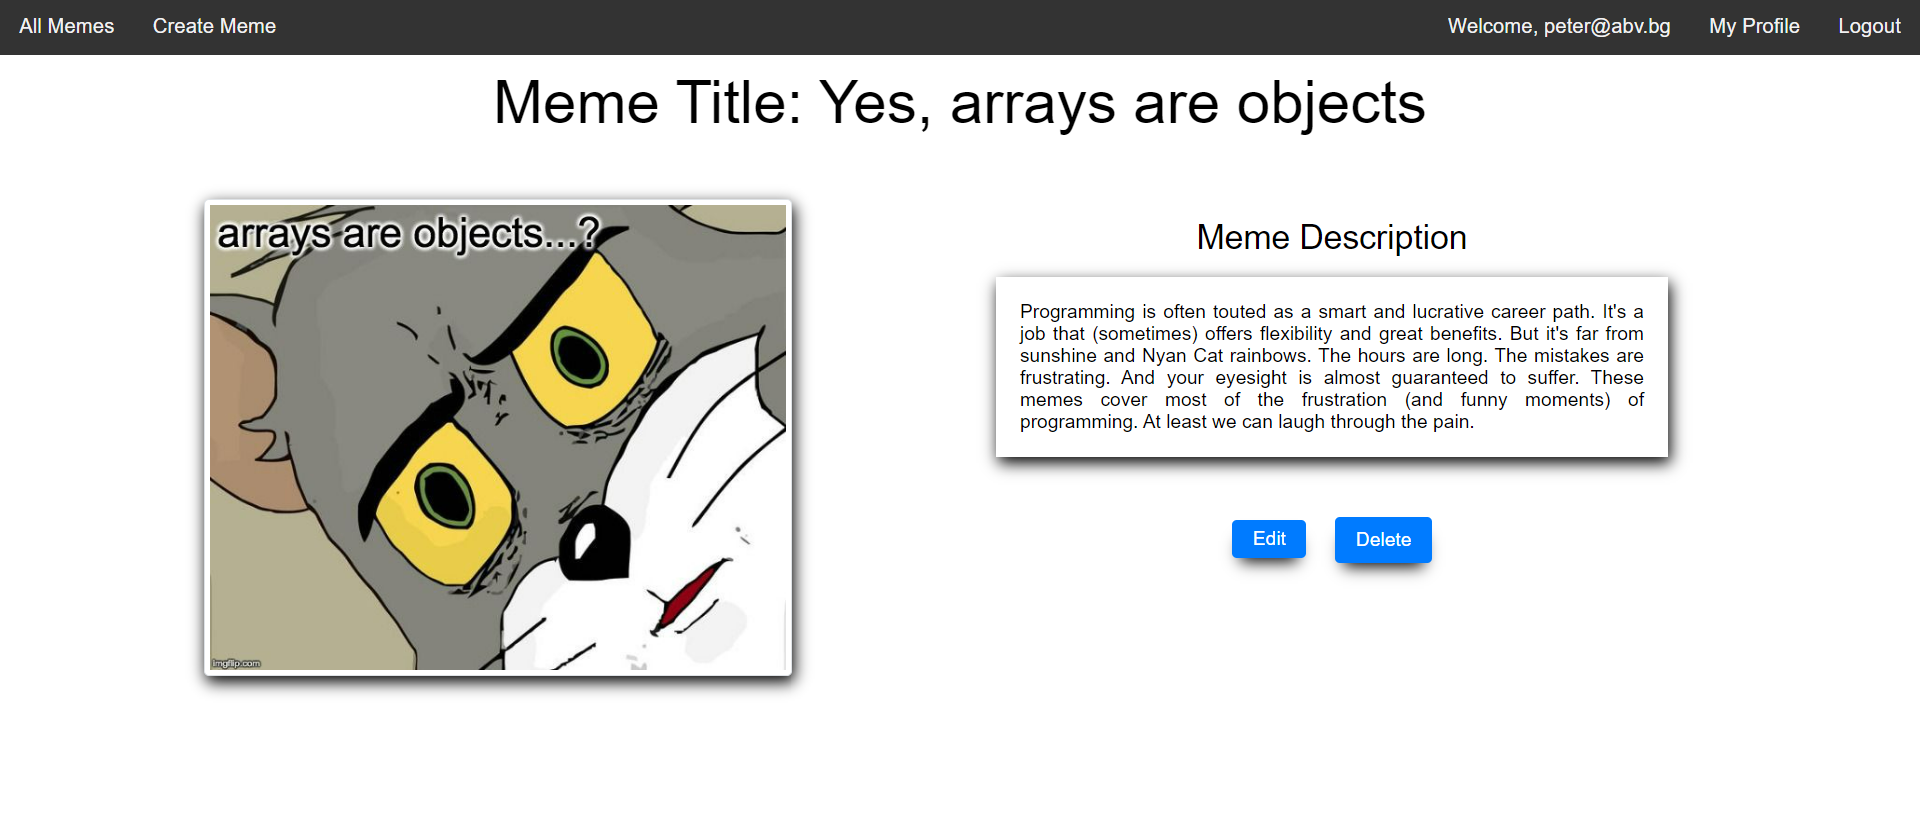 All Memes Create Meme Welcome, peter@abv.bg My Profile Logout
Meme Title: Yes, arrays are objects
arrays are objects...?
imgflip.com
Meme Description
Programming is often touted as a smart and lucrative career path. It's a
job that (sometimes) offers flexibility and great benefits. But it's far from
sunshine and Nyan Cat rainbows. The hours are long. The mistakes are
frustrating. And your eyesight is almost guaranteed to suffer. These
memes cover most of the frustration (and funny moments) of
programming. At least we can laugh through the pain.
Edit Delete